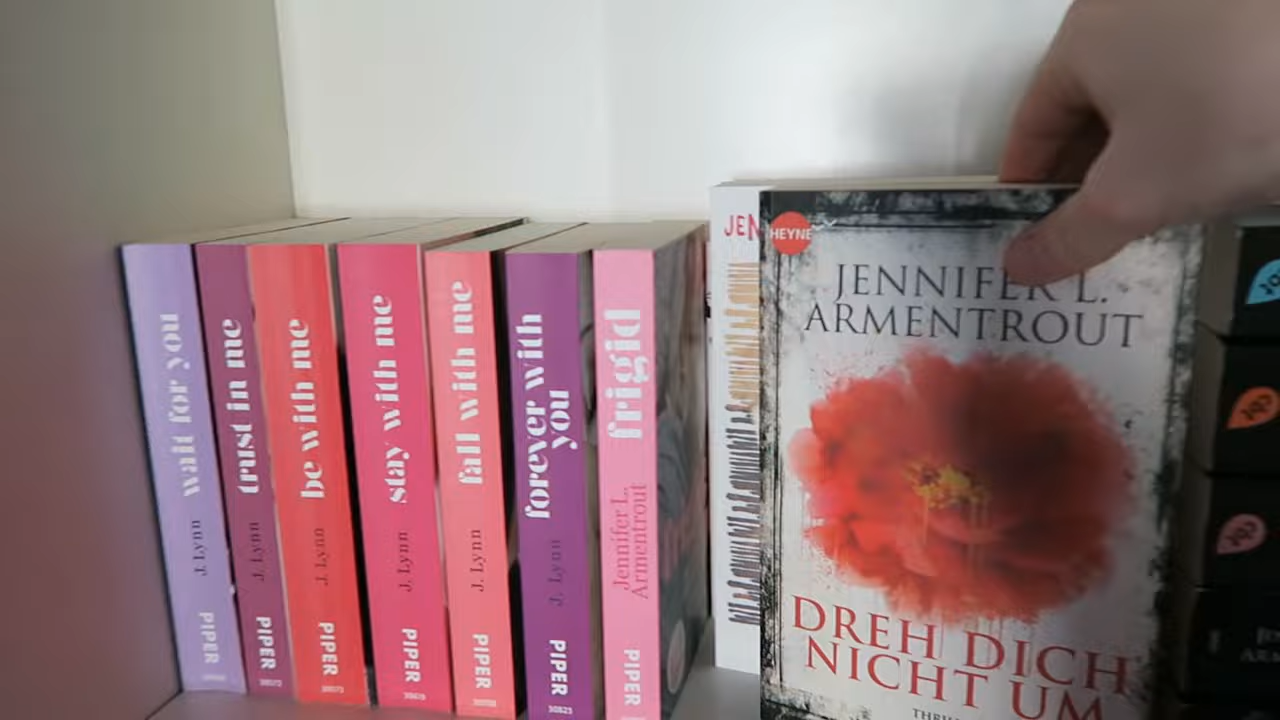 wait for you
J. Lynn
PIPER
trust in me
J. Lynn
PIPER
be with me
J. Lynn
PIPER
stay with me
J. Lynn
PIPER
fall with me
J. Lynn
PIPER
forever with
you
J. Lynn
PIPER
30823
frigid
Jennifer L.
Armentrout
PIPER
JEN
HEYNE
JENNIFER L.
ARMENTROUT
DREH DICH
NICHT UM